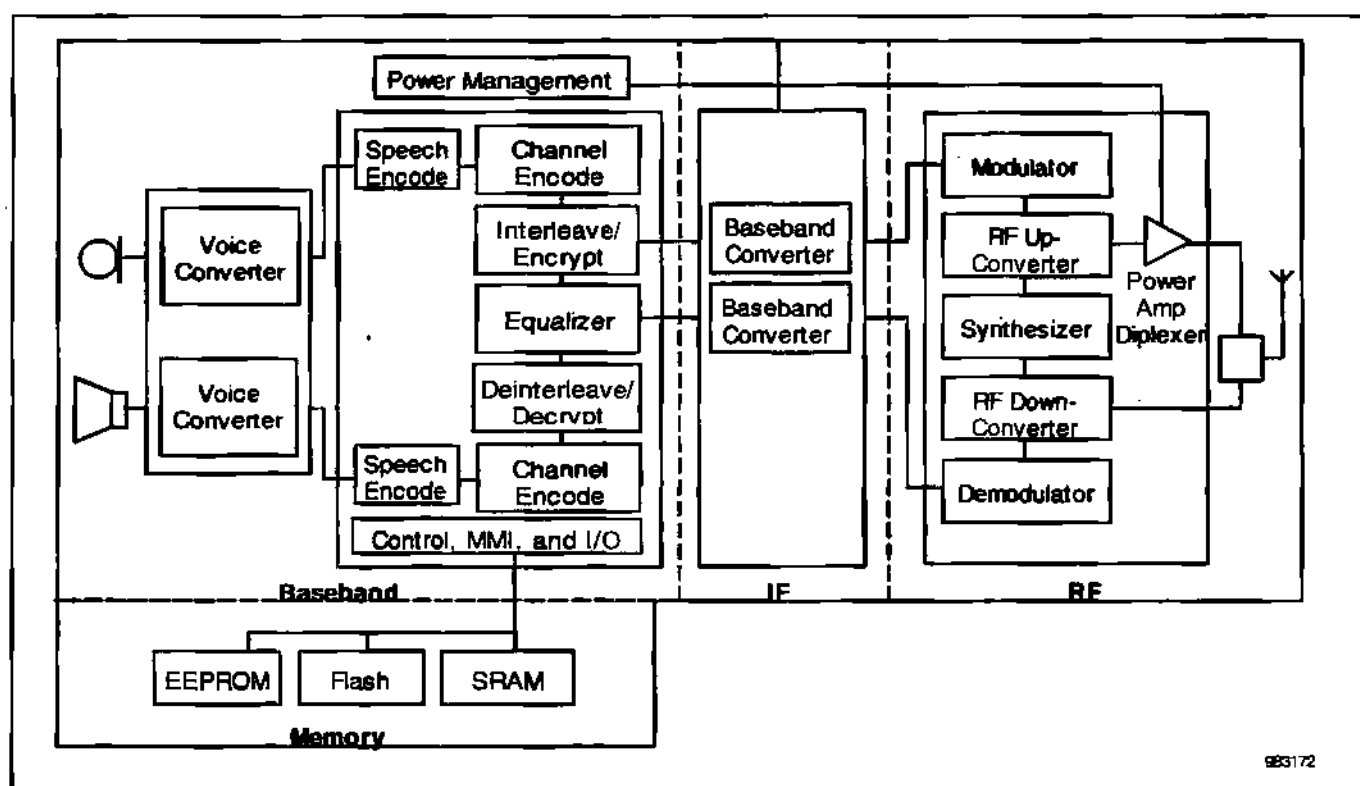 Power Management
Speech
Encode
Channel
Encode
Modulator
Voice
Converter
Interleave/
Encrypt
Baseband
Converter
RF Up-
Converter
Power
Amp
Diplexer
Equalizer
Baseband
Converter
Synthesizer
Voice
Converter
Deinterleave/
Decrypt
RF Down-
Converter
Speech
Encode
Channel
Encode
Demodulator
Control, MMI, and I/O
Baseband
IF
RF
EEPROM
Flash
SRAM
Memory
983172